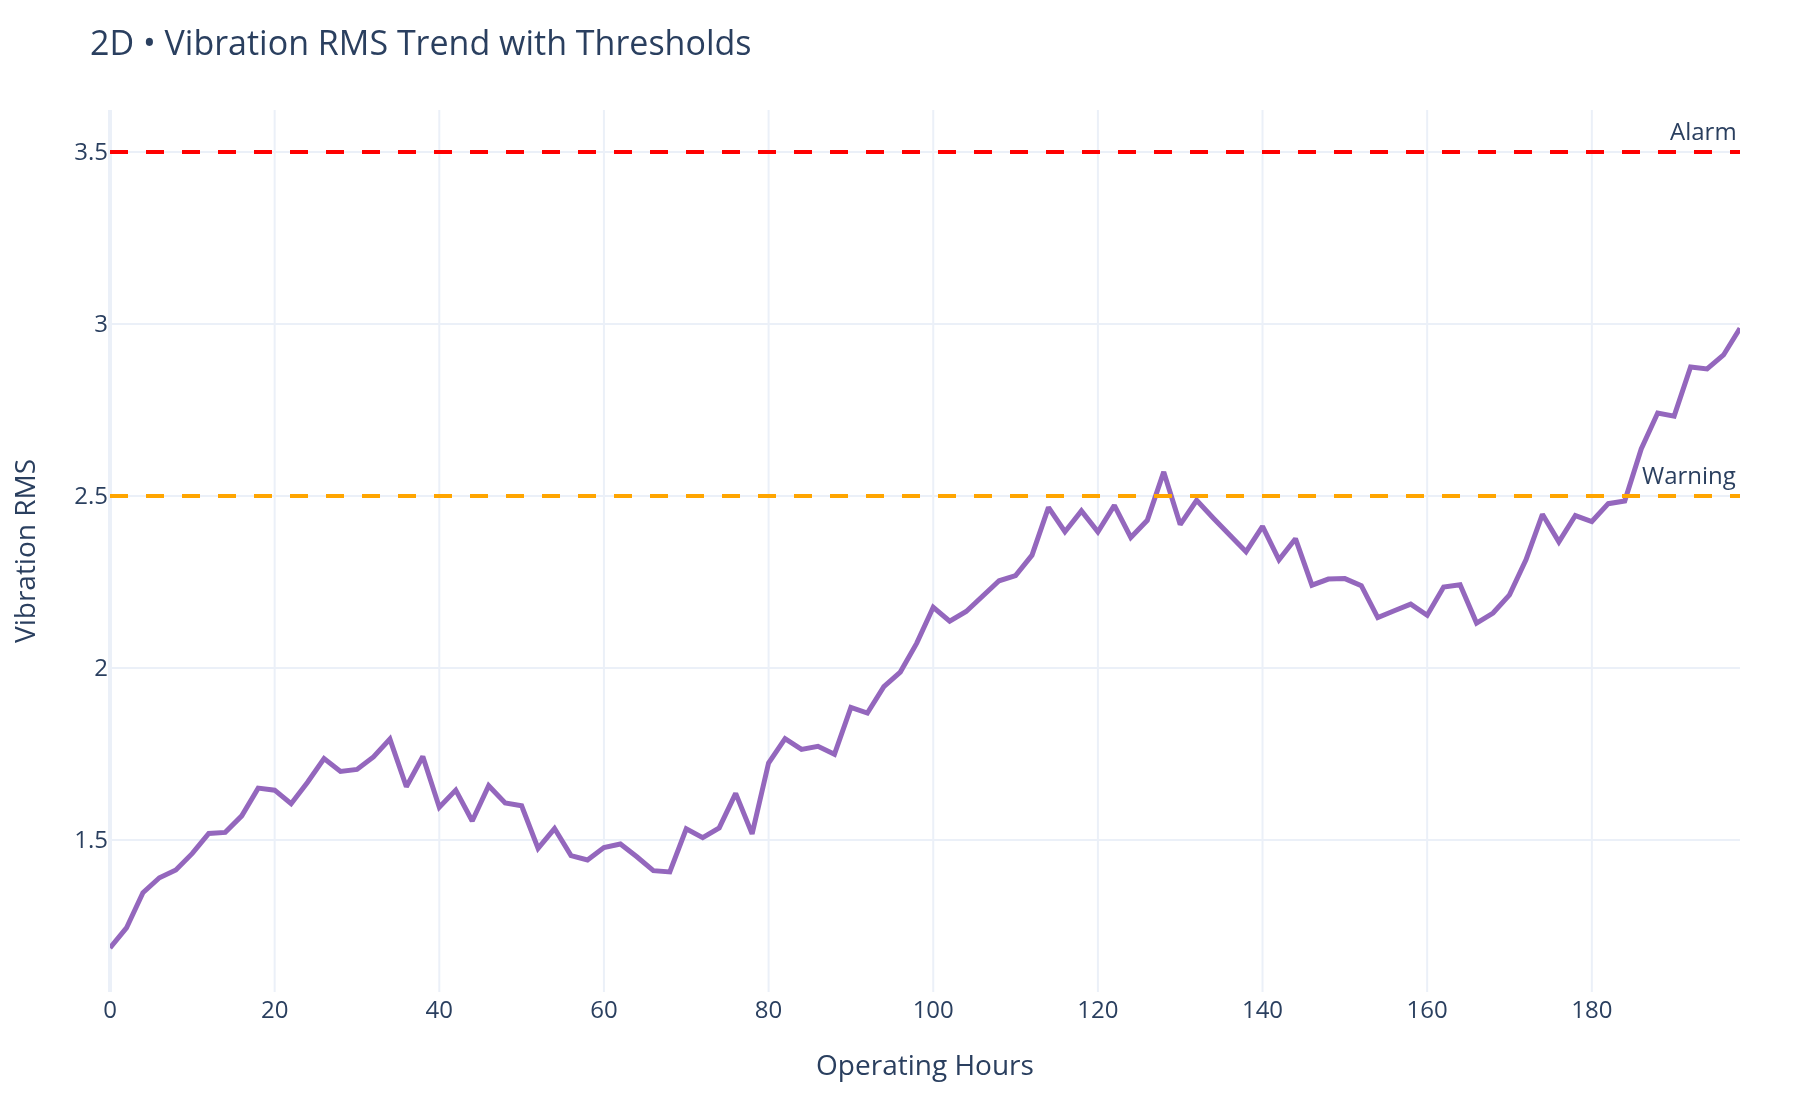 2D • Vibration RMS Trend with Thresholds
Alarm
3.5
3
Warning
2.5
2
1.5
Vibration RMS
0 20 40 60 80 100 120 140 160 180
Operating Hours